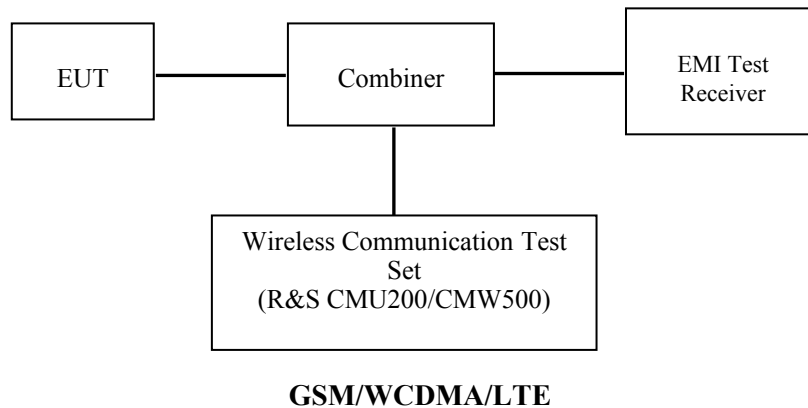 EUT
Combiner
EMI Test
Receiver
Wireless Communication Test
Set
(R&S CMU200/CMW500)
GSM/WCDMA/LTE